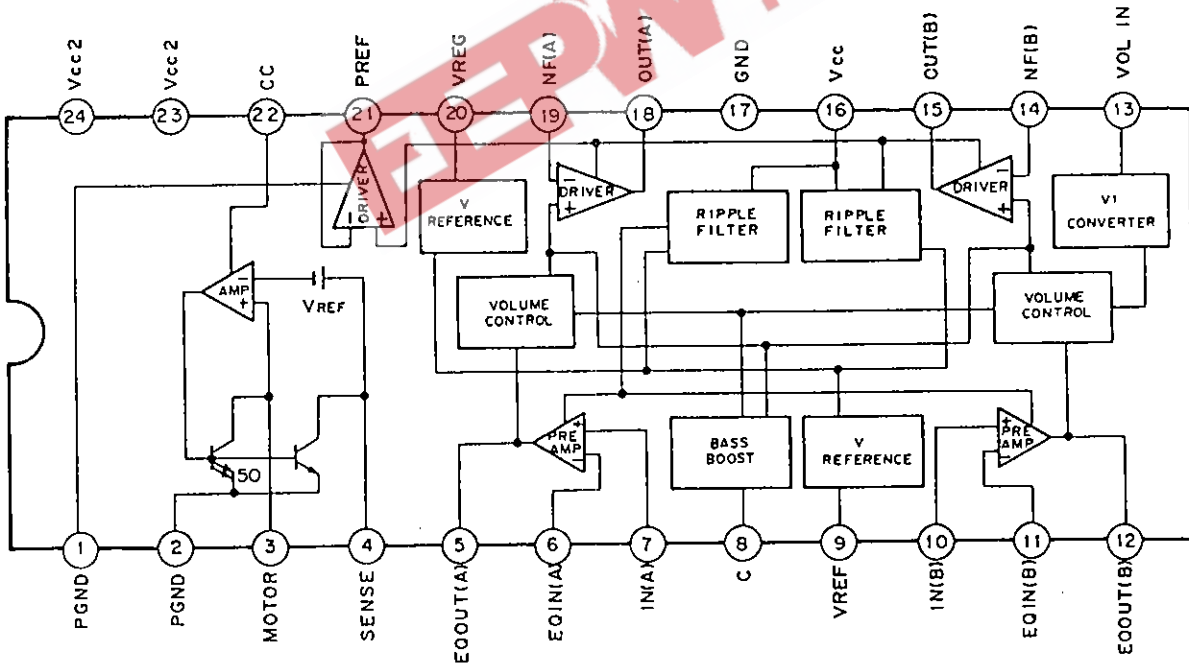 Vcc2
Vcc2
CC
PREF
VREG
NF(A)
OUT(A)
GND
Vcc
CUT(B)
NF(B)
VOL IN
24
23
22
21
20
19
18
17
16
15
14
13
DRIVER
- +
V
REFERENCE
-
DRIVER
+
RIPPLE
FILTER
RIPPLE
FILTER
-
DRIVER
+
VI
CONVERTER
-
AMP
+
VREF
VOLUME
CONTROL
VOLUME
CONTROL
50
+
PRE
AMP
-
BASS
BOOST
V
REFERENCE
+
PRE
AMP
-
1
2
3
4
5
6
7
8
9
10
11
12
PGND
PGND
MOTOR
SENSE
EQOUT(A)
EQIN(A)
IN(A)
C
VREF
IN(B)
EQIN(B)
EQOUT(B)